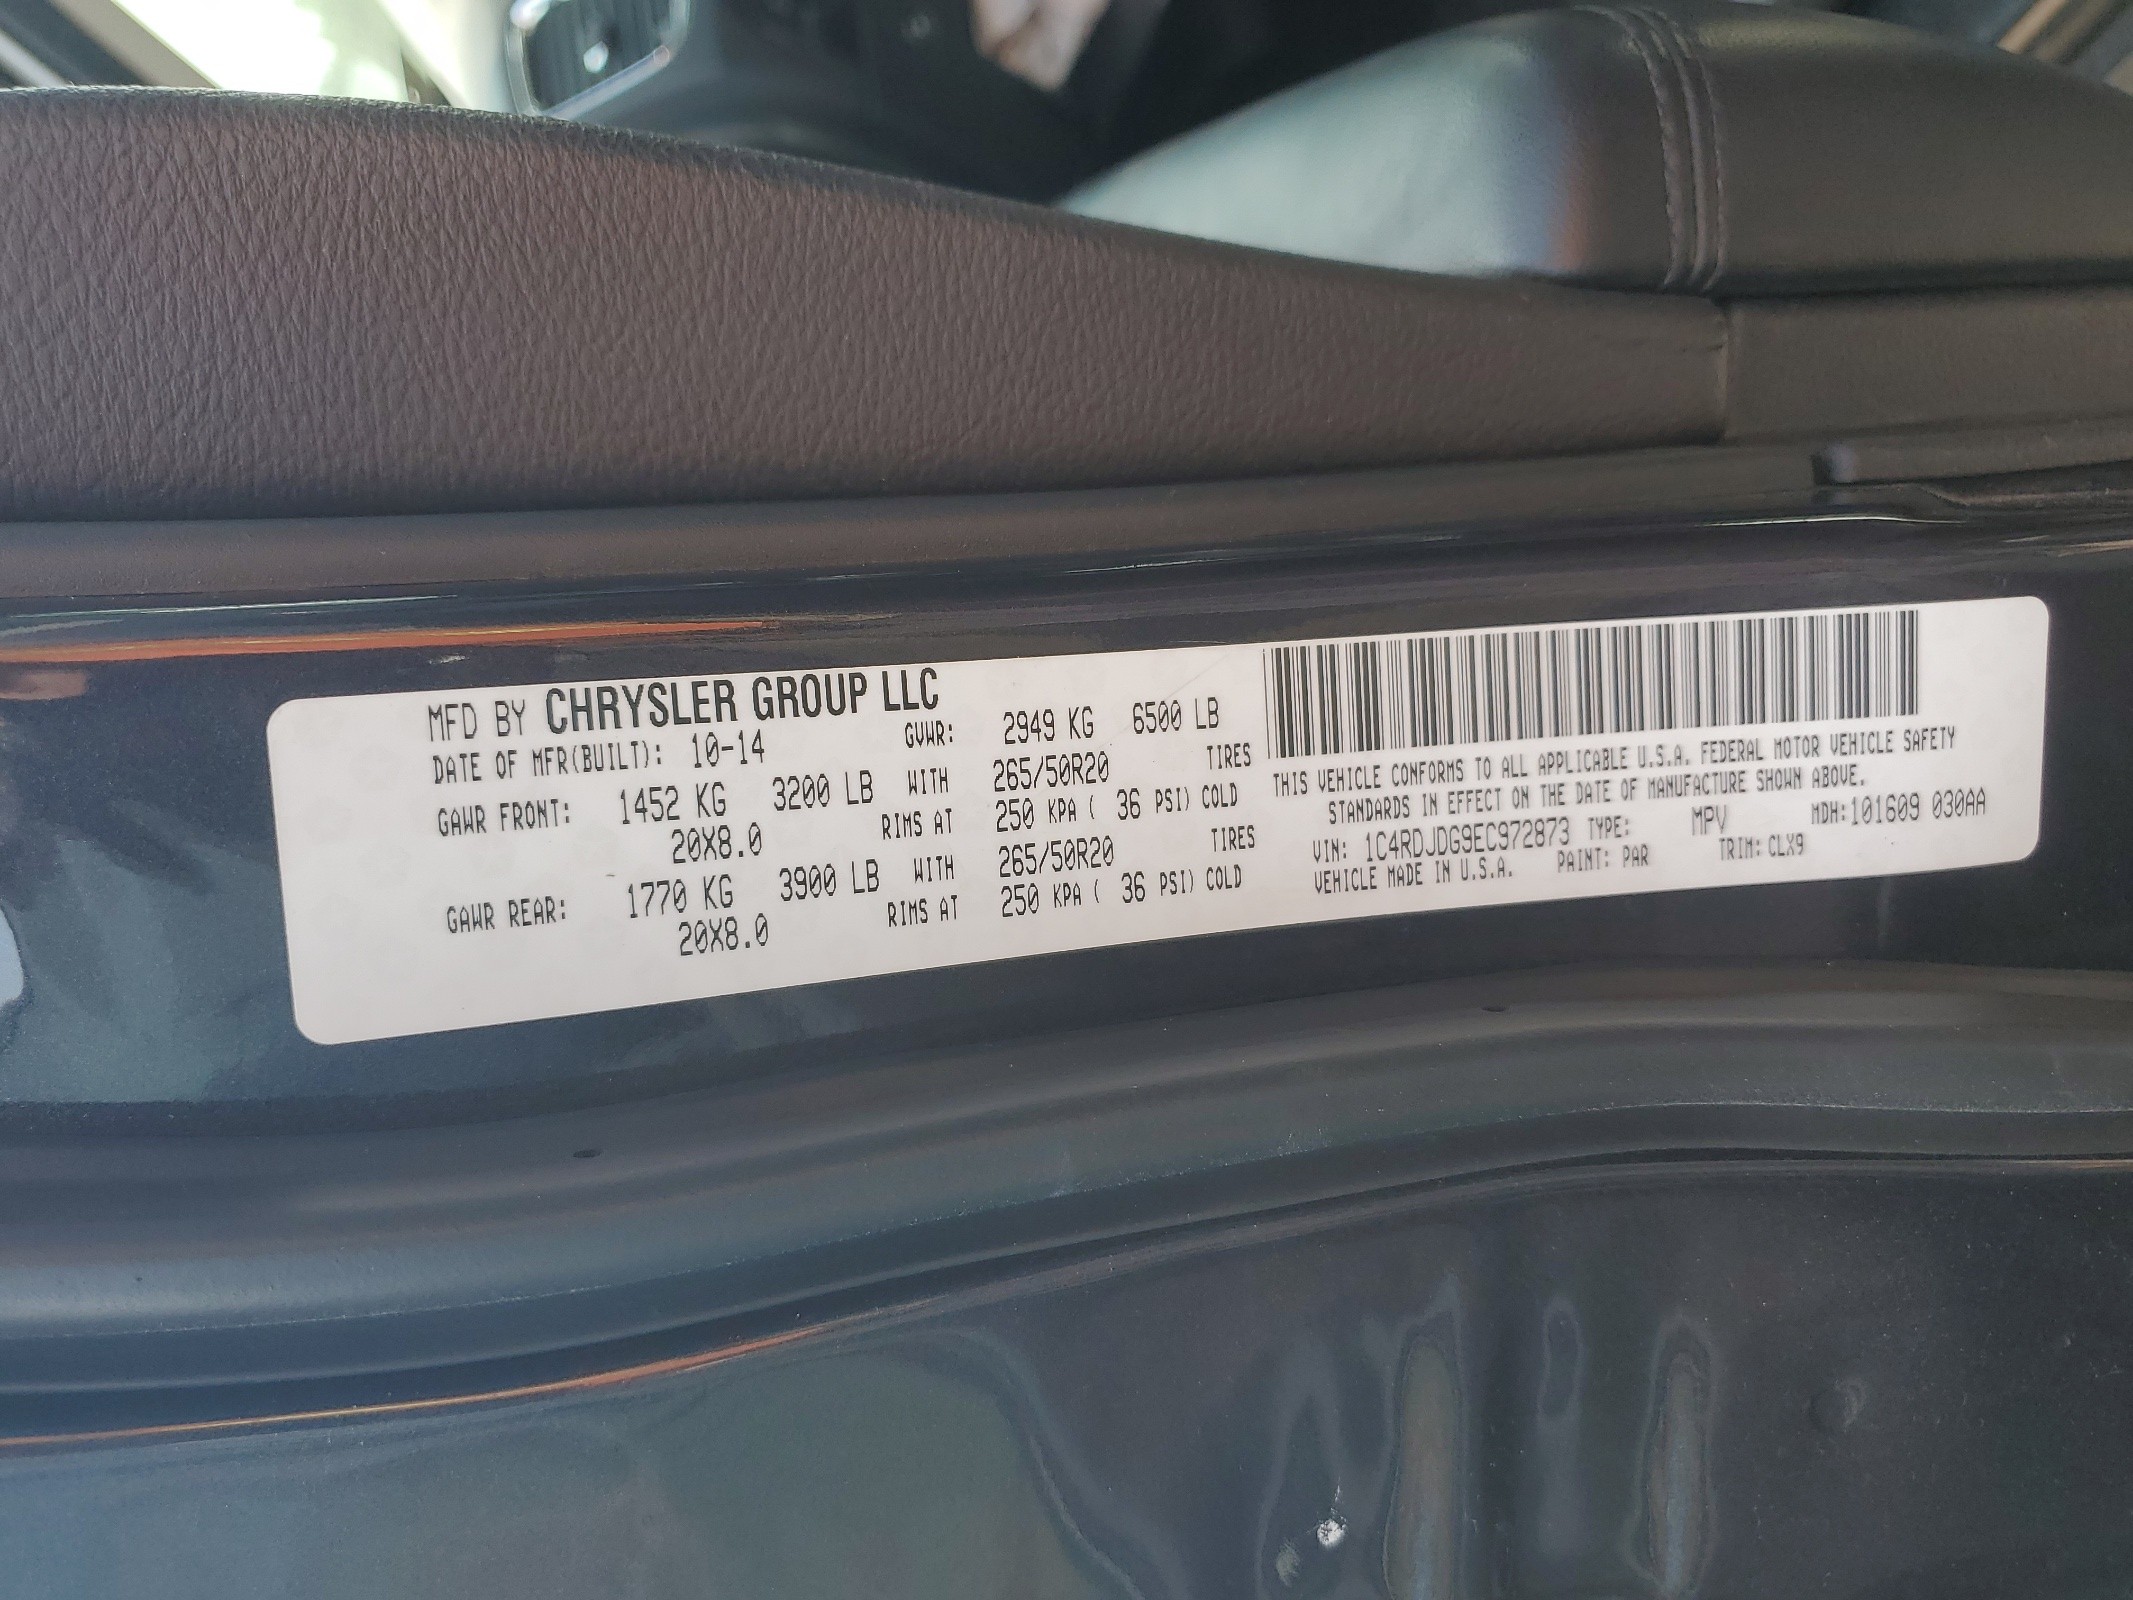 MFD BY CHRYSLER GROUP LLC
DATE OF MFR(BUILT): 10-14 GVWR: 2949 KG 6500 LB
GAWR FRONT: 1452 KG 3200 LB WITH 265/50R20 TIRES
20X8.0 RIMS AT 250 KPA ( 36 PSI) COLD
GAWR REAR: 1770 KG 3900 LB WITH 265/50R20 TIRES
20X8.0 RIMS AT 250 KPA ( 36 PSI) COLD
THIS VEHICLE CONFORMS TO ALL APPLICABLE U.S.A. FEDERAL MOTOR VEHICLE SAFETY
STANDARDS IN EFFECT ON THE DATE OF MANUFACTURE SHOWN ABOVE.
VIN: 1C4RDJDG9EC972873 TYPE: MPV MDH:101609 030AA
VEHICLE MADE IN U.S.A. PAINT: PAR TRIM: CLX9